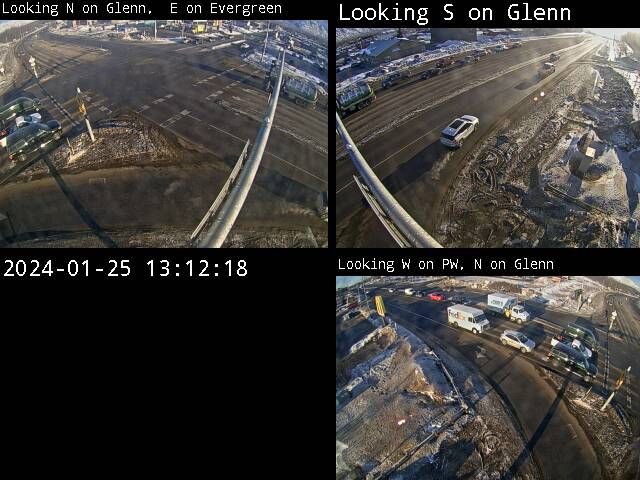 Looking N on Glenn,  E on Evergreen
Looking S on Glenn
2024-01-25 13:12:18
Looking W on PW, N on Glenn